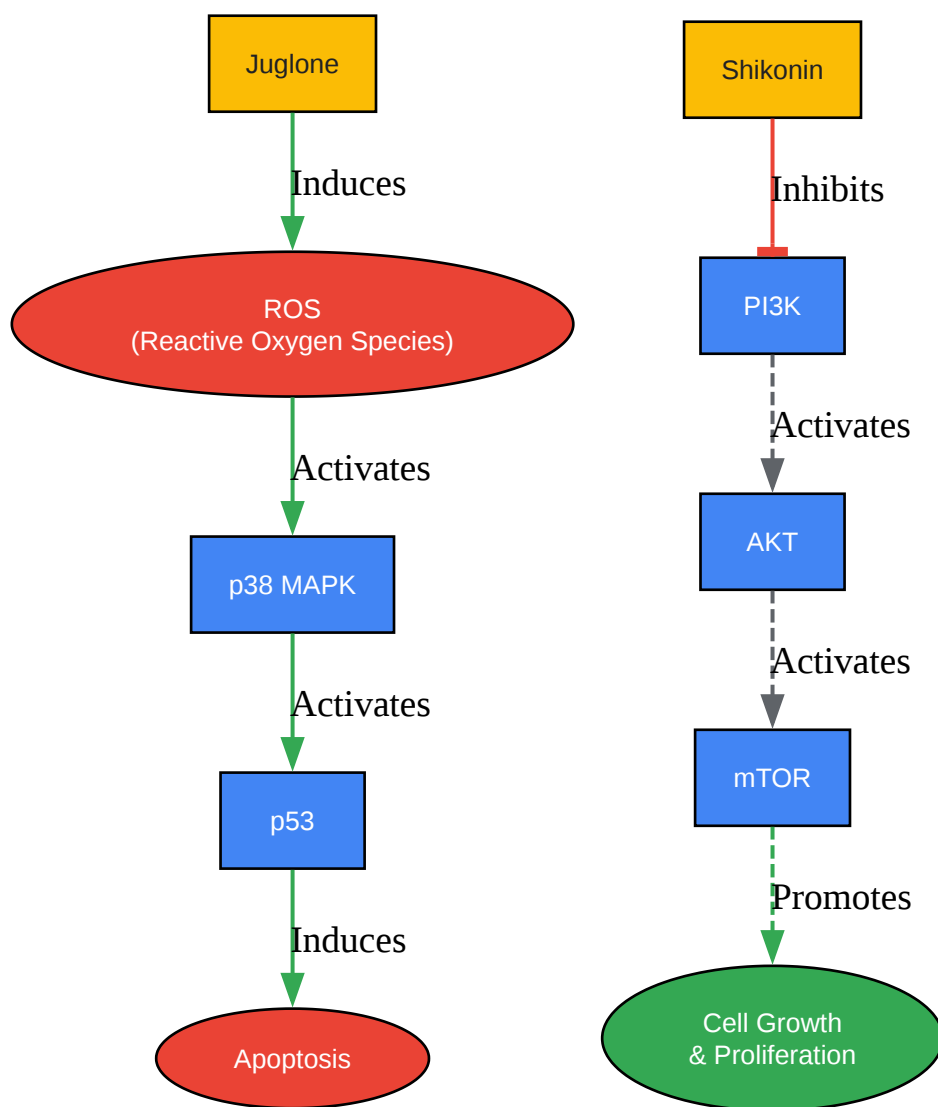 Juglone
Induces
ROS
(Reactive Oxygen Species)
Activates
p38 MAPK
Activates
p53
Induces
Apoptosis
Shikonin
Inhibits
PI3K
Activates
AKT
Activates
mTOR
Promotes
Cell Growth
& Proliferation